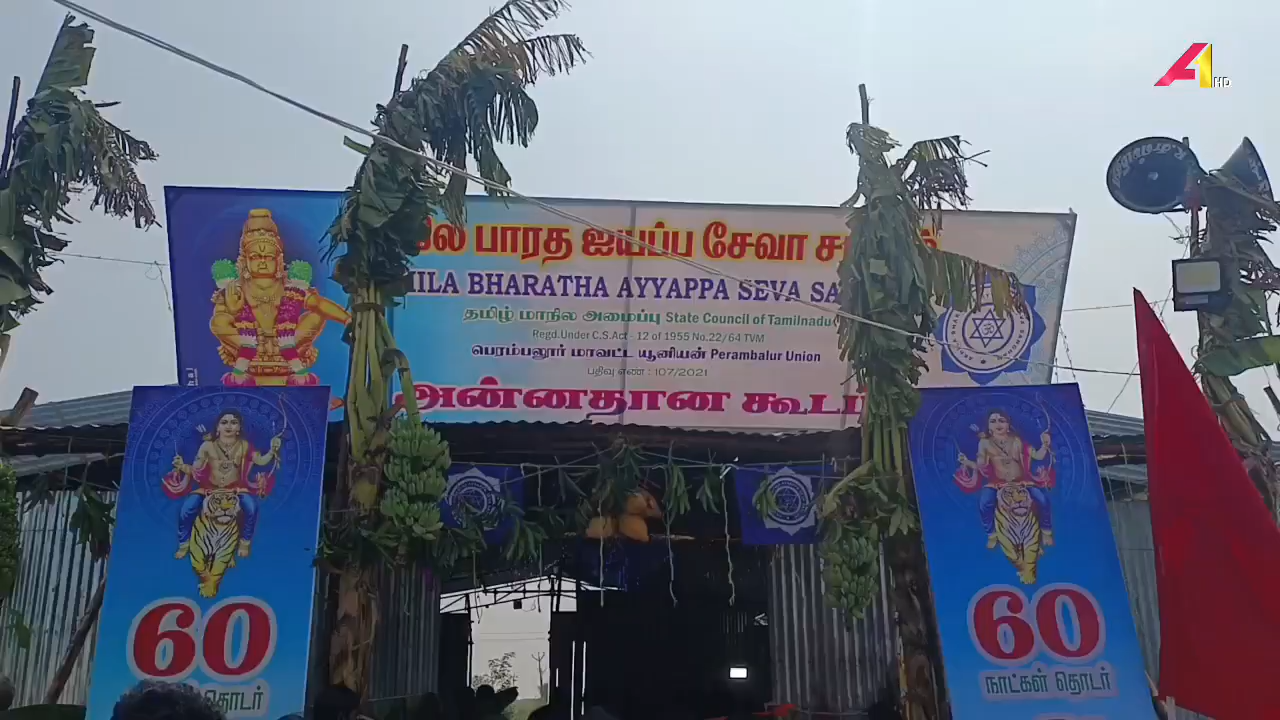 A1 HD
பாரத ஐயப்ப சேவா
BHARATHA AYYAPPA SEVA
தமிழ் மாநில அமைப்பு State Council of Tamilnadu
Regd.Under C.S.Act - 12 of 1955 No.22/64 TVM
பெரம்பலூர் மாவட்ட யூனியன் Perambalur Union
பதிவு எண் : 107/2021
அன்னதான கூடம்
60
தொடர்
60
நாட்கள் தொடர்